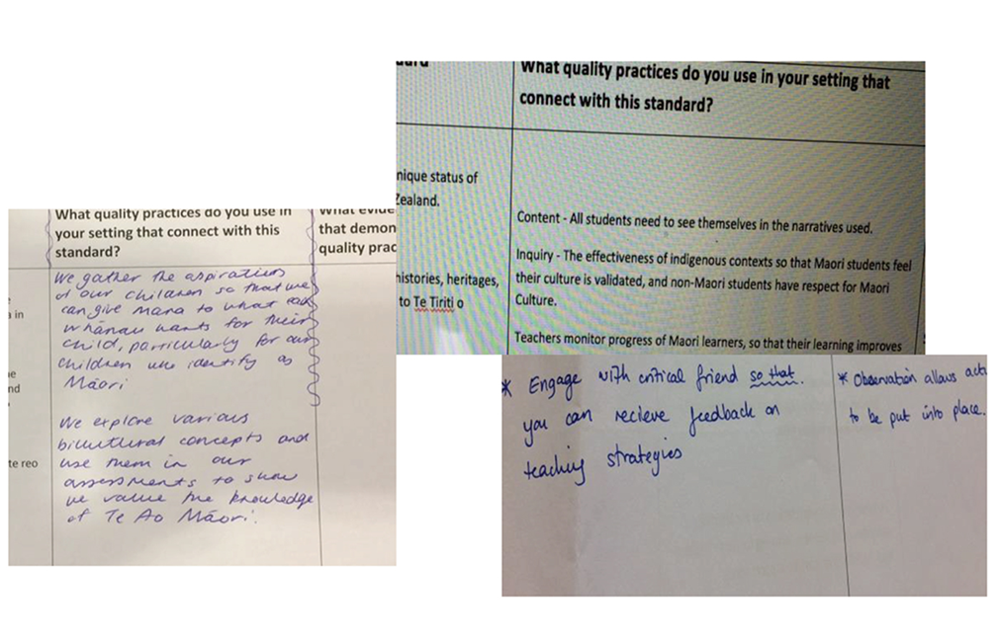 What quality practices do you use in
your setting that connect with this
standard?
that demon
quality prac
in
nd
te reo
We gather the aspirations
of our children so that we
can give Mana to what each
whānau wants for their
child, particularly for our
children who identify as
Māori
We explore various
bicultural concepts and
use them in our
assessments to show
we value the knowledge
of Te Ao Māori.
What quality practices do you use in your setting that
connect with this standard?
nique status of
Zealand.
histories, heritages,
to Te Tiriti o
Content - All students need to see themselves in the narratives used.
Inquiry - The effectiveness of indigenous contexts so that Maori students feel
their culture is validated, and non-Maori students have respect for Maori
Culture.
Teachers monitor progress of Maori learners, so that their learning improves
* Engage with critical friend so that.
you can recieve feedback on
teaching strategies
* Observation allows acti
to be put into place.